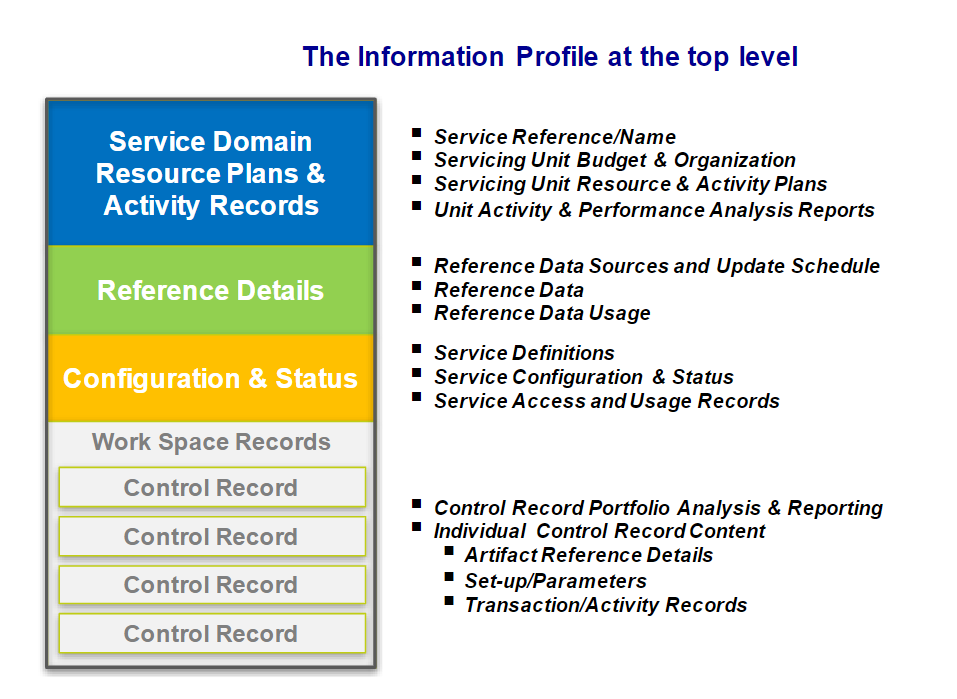 The Information Profile at the top level
Service Domain
Resource Plans &
Activity Records
Service Reference/Name
Servicing Unit Budget & Organization
Servicing Unit Resource & Activity Plans
Unit Activity & Performance Analysis Reports
Reference Details
Reference Data Sources and Update Schedule
Reference Data
Reference Data Usage
Configuration & Status
Service Definitions
Service Configuration & Status
Service Access and Usage Records
Work Space Records
Control Record
Control Record
Control Record
Control Record
Control Record Portfolio Analysis & Reporting
Individual Control Record Content
Artifact Reference Details
Set-up/Parameters
Transaction/Activity Records